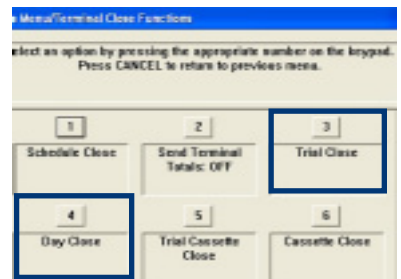 Menu/Terminal Close Functions
elect an option by pressing the appropriate number on the keypad.
Press CANCEL to return to previous menu.
1 2 3
Schedule Close Send Terminal Totals: OFF Trial Close
4 5 6
Day Close Trial Cassette Close Cassette Close